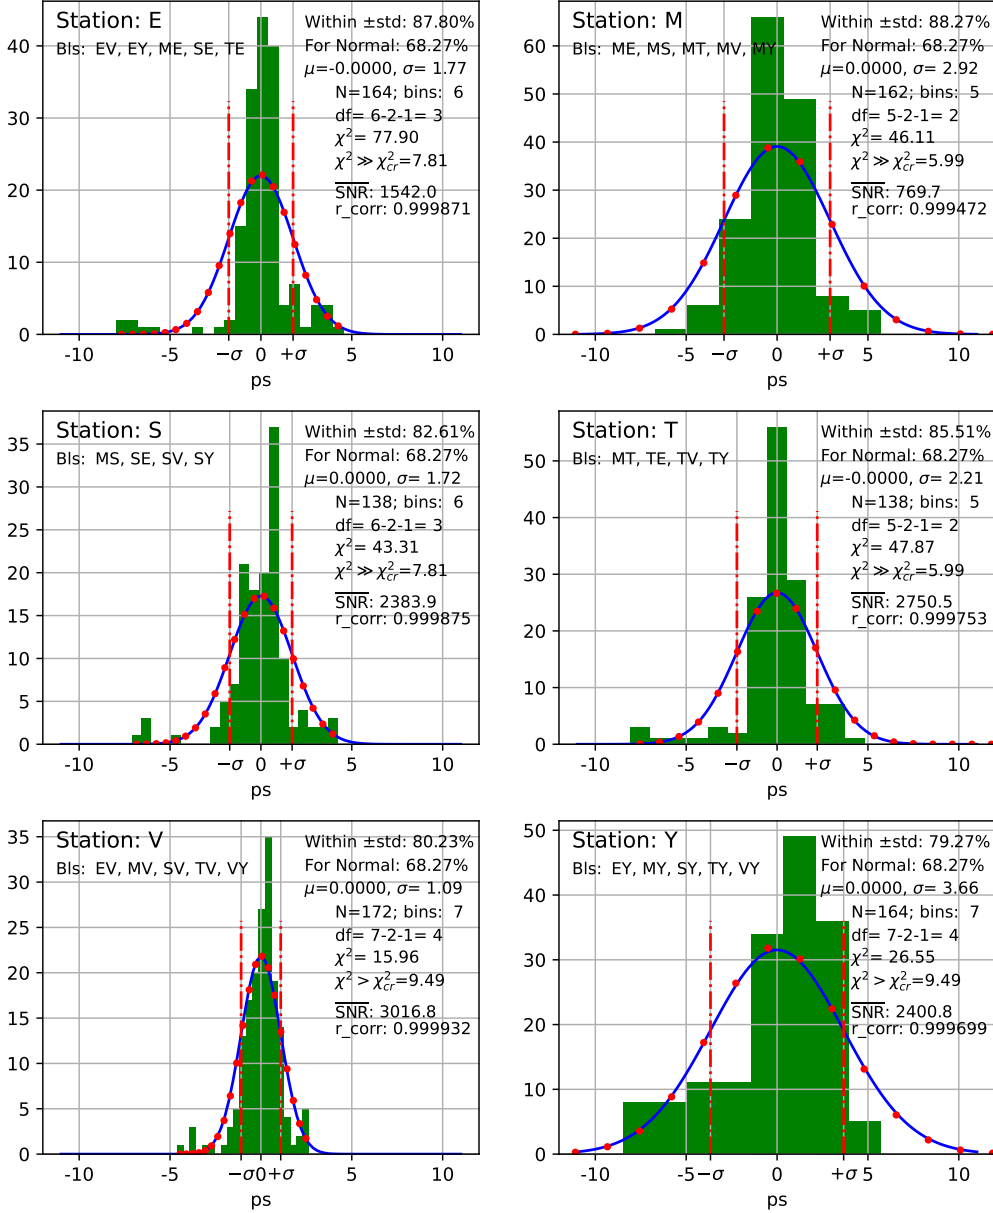 Station: E
Bls: EV, EY, ME, SE, TE
Within ±std: 87.80%
For Normal: 68.27%
μ=-0.0000, σ= 1.77
N=164; bins: 6
df= 6-2-1= 3
χ²= 77.90
χ²≫χ²cr=7.81
SNR: 1542.0
r_corr: 0.999871
40
30
20
10
0
-10 -5 −σ 0 +σ 5
ps
Station: M
Bls: ME, MS, MT, MV, MY
Within ±std: 88.27%
For Normal: 68.27%
μ=0.0000, σ= 2.92
N=162; bins: 5
df= 5-2-1= 2
χ²= 46.11
χ²≫χ²cr=5.99
SNR: 769.7
r_corr: 0.999472
60
50
40
30
20
10
0
-10 -5 −σ 0 +σ 5 10
ps
Station: S
Bls: MS, SE, SV, SY
Within ±std: 82.61%
For Normal: 68.27%
μ=0.0000, σ= 1.72
N=138; bins: 6
df= 6-2-1= 3
χ²= 43.31
χ²≫χ²cr=7.81
SNR: 2383.9
r_corr: 0.999875
35
30
25
20
15
10
5
0
-10 -5 −σ 0 +σ 5
ps
Station: T
Bls: MT, TE, TV, TY
Within ±std: 85.51%
For Normal: 68.27%
μ=-0.0000, σ= 2.21
N=138; bins: 5
df= 5-2-1= 2
χ²= 47.87
χ²≫χ²cr=5.99
SNR: 2750.5
r_corr: 0.999753
50
40
30
20
10
0
-10 -5 −σ 0 +σ 5 10
ps
Station: V
Bls: EV, MV, SV, TV, VY
Within ±std: 80.23%
For Normal: 68.27%
μ=0.0000, σ= 1.09
N=172; bins: 7
df= 7-2-1= 4
χ²= 15.96
χ²>χ²cr=9.49
SNR: 3016.8
r_corr: 0.999932
35
30
25
20
15
10
5
0
-10 -5 −σ 0 +σ 5
ps
Station: Y
Bls: EY, MY, SY, TY, VY
Within ±std: 79.27%
For Normal: 68.27%
μ=0.0000, σ= 3.66
N=164; bins: 7
df= 7-2-1= 4
χ²= 26.55
χ²>χ²cr=9.49
SNR: 2400.8
r_corr: 0.999699
50
40
30
20
10
0
-10 -5 −σ 0 +σ 5 10
ps